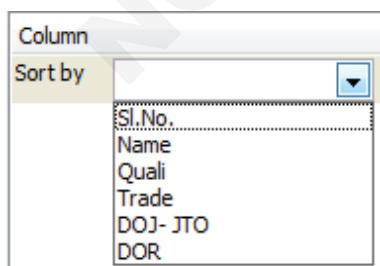 Column
Sort by
Sl.No.
Name
Quali
Trade
DOJ- JTO
DOR